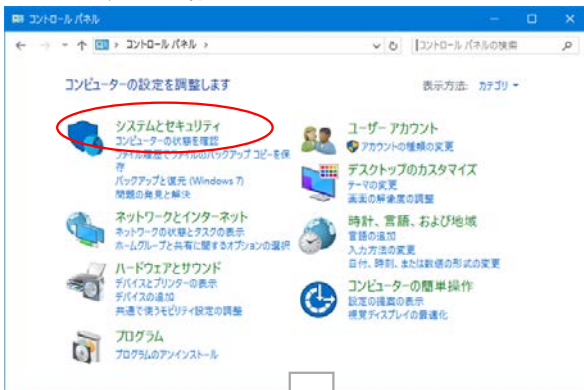 コントロール パネル
コントロール パネル
コントロール パネルの検索
コンピューターの設定を調整します
表示方法: カテゴリ
システムとセキュリティ
コンピューターの状態を確認
ファイル履歴でファイルのバックアップ コピーを保
存
バックアップと復元 (Windows 7)
問題の発見と解決
ネットワークとインターネット
ネットワークの状態とタスクの表示
ホームグループと共有に関するオプションの選択
ハードウェアとサウンド
デバイスとプリンターの表示
デバイスの追加
共通で使うモビリティ設定の調整
プログラム
プログラムのアンインストール
ユーザー アカウント
アカウントの種類の変更
デスクトップのカスタマイズ
テーマの変更
画面の解像度の調整
時計、言語、および地域
言語の追加
入力方法の変更
日付、時刻、または数値の形式の変更
コンピューターの簡単操作
設定の提案の表示
視覚ディスプレイの最適化